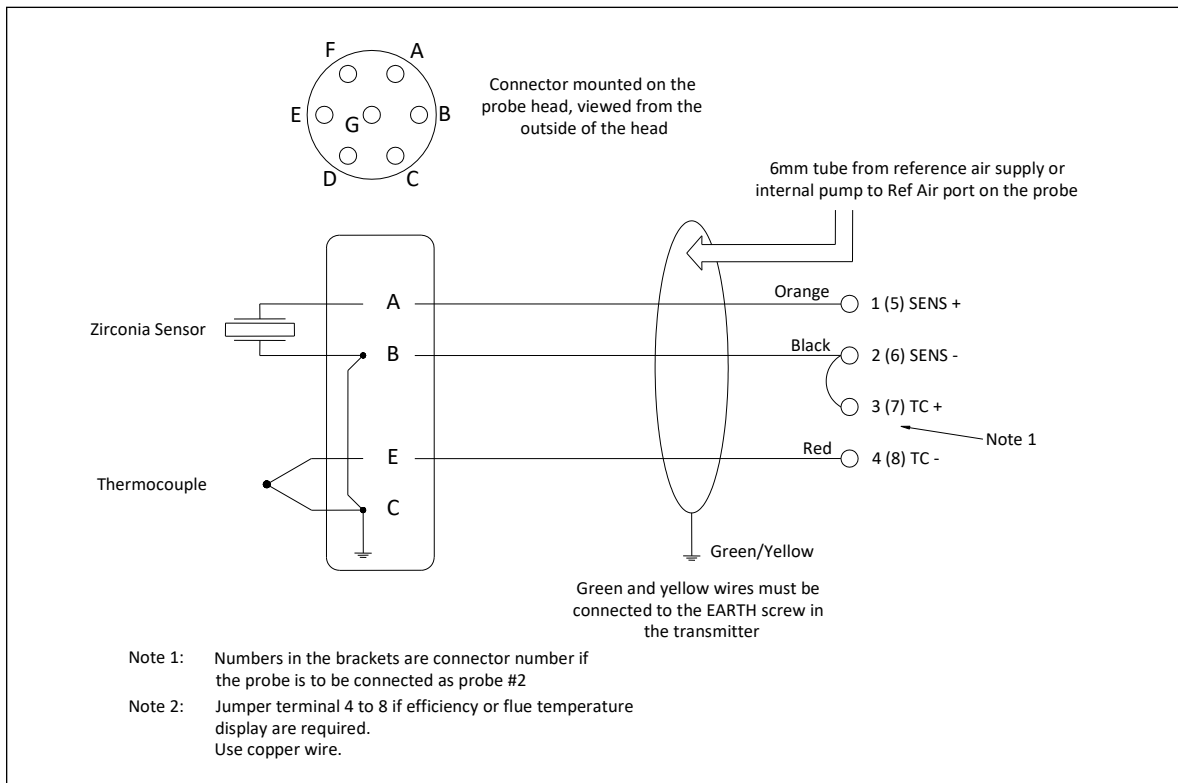 F
A
E
G
B
D
C
Connector mounted on the
probe head, viewed from the
outside of the head
6mm tube from reference air supply or
internal pump to Ref Air port on the probe
Zirconia Sensor
A
Orange
1 (5) SENS +
B
Black
2 (6) SENS -
3 (7) TC +
Note 1
Thermocouple
E
Red
4 (8) TC -
C
Green/Yellow
Green and yellow wires must be
connected to the EARTH screw in
the transmitter
Note 1: Numbers in the brackets are connector number if
the probe is to be connected as probe #2
Note 2: Jumper terminal 4 to 8 if efficiency or flue temperature
display are required.
Use copper wire.